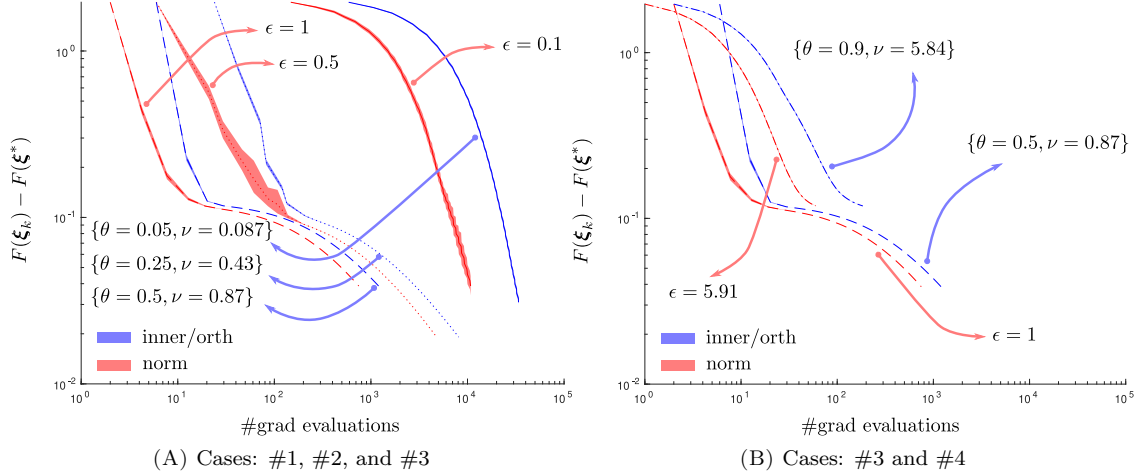 ϵ = 1
ϵ = 0.5
ϵ = 0.1
{θ = 0.05, ν = 0.087}
{θ = 0.25, ν = 0.43}
{θ = 0.5, ν = 0.87}
inner/orth
norm
F(ξ_k) − F(ξ*)
10^0
10^-1
10^-2
10^0 10^1 10^2 10^3 10^4 10^5
#grad evaluations
(A) Cases: #1, #2, and #3
{θ = 0.9, ν = 5.84}
{θ = 0.5, ν = 0.87}
ϵ = 5.91
ϵ = 1
inner/orth
norm
F(ξ_k) − F(ξ*)
10^0
10^-1
10^-2
10^0 10^1 10^2 10^3 10^4 10^5
#grad evaluations
(B) Cases: #3 and #4